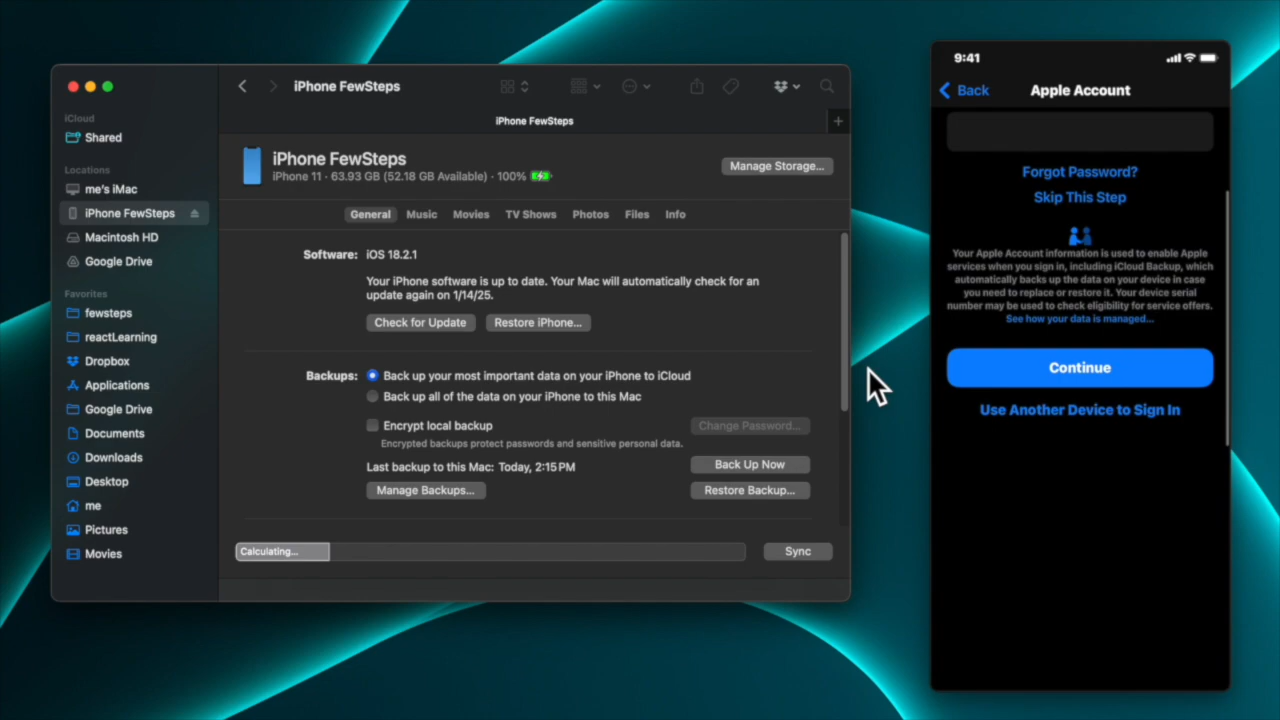 iCloud
Shared
Locations
me's iMac
iPhone FewSteps
Macintosh HD
Google Drive
Favorites
fewsteps
reactLearning
Dropbox
Applications
Google Drive
Documents
Downloads
Desktop
me
Pictures
Movies
iPhone FewSteps
iPhone FewSteps
iPhone FewSteps
iPhone 11 · 63.93 GB (52.18 GB Available) · 100%
Manage Storage...
General Music Movies TV Shows Photos Files Info
Software: iOS 18.2.1
Your iPhone software is up to date. Your Mac will automatically check for an
update again on 1/14/25.
Check for Update Restore iPhone...
Backups: Back up your most important data on your iPhone to iCloud
Back up all of the data on your iPhone to this Mac
Encrypt local backup Change Password...
Encrypted backups protect passwords and sensitive personal data.
Last backup to this Mac: Today, 2:15 PM Back Up Now
Manage Backups... Restore Backup...
Calculating... Sync
9:41
Back Apple Account
Forgot Password?
Skip This Step
Your Apple Account information is used to enable Apple
services when you sign in, including iCloud Backup, which
automatically backs up the data on your device in case
you need to replace or restore it. Your device serial
number may be used to check eligibility for service offers.
See how your data is managed...
Continue
Use Another Device to Sign In